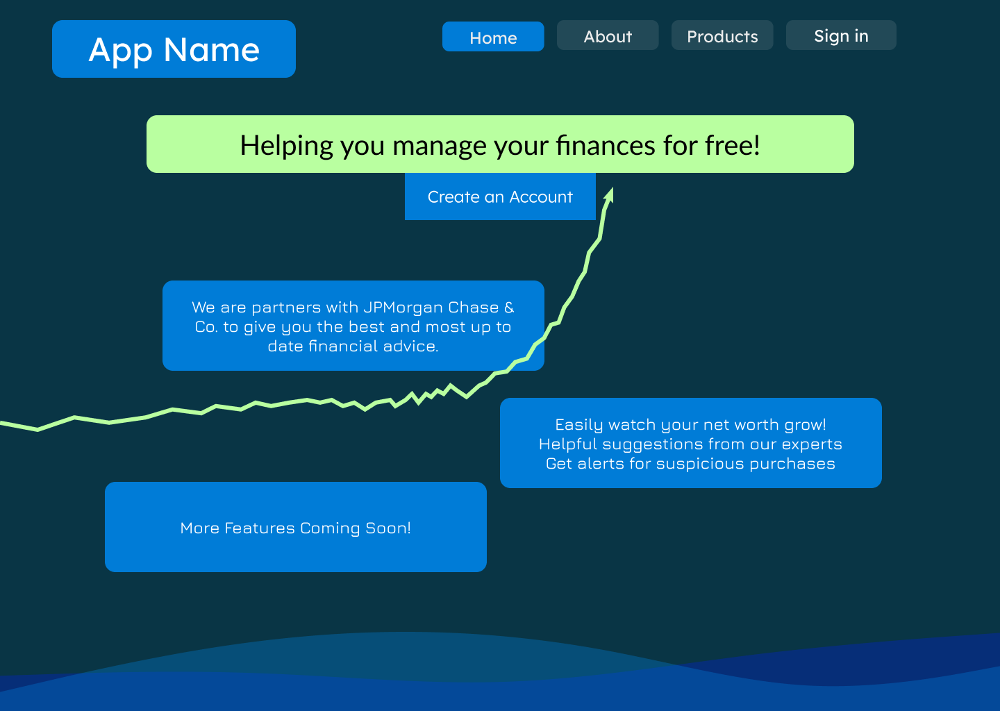 App Name
Home
About
Products
Sign in
Helping you manage your finances for free!
Create an Account
We are partners with JPMorgan Chase &
Co. to give you the best and most up to
date financial advice.
Easily watch your net worth grow!
Helpful suggestions from our experts
Get alerts for suspicious purchases
More Features Coming Soon!